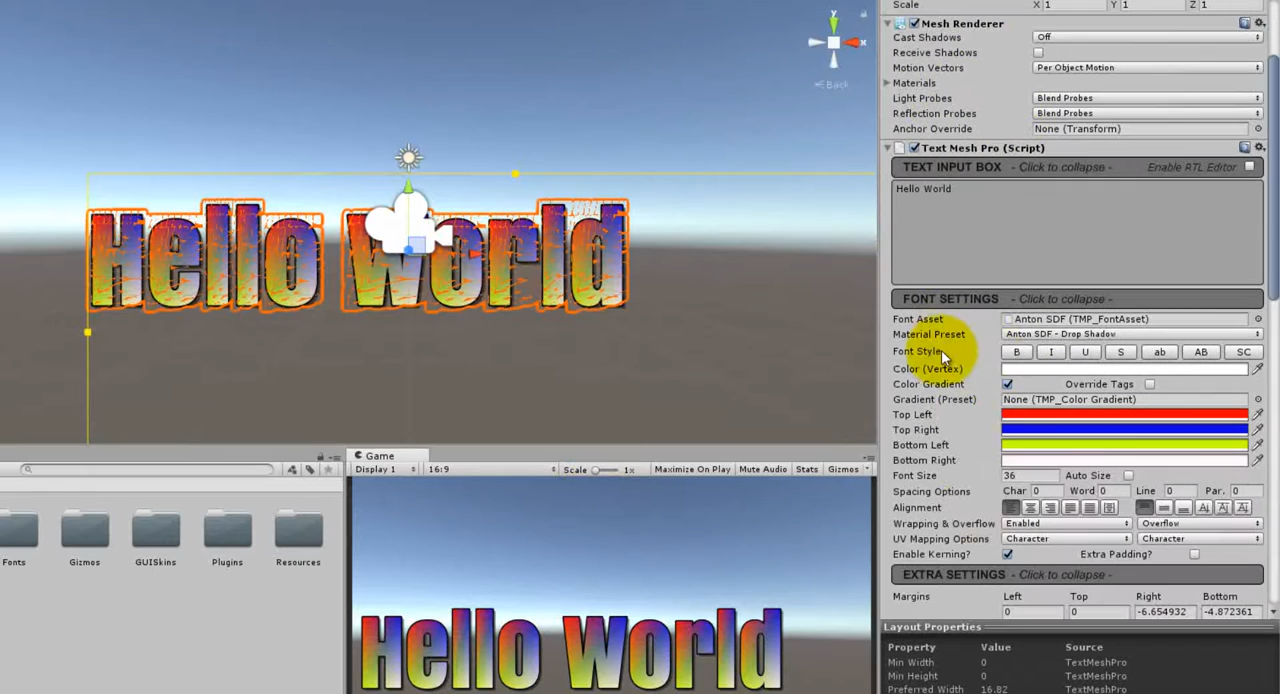 Scale X 1 Y 1 Z 1
Mesh Renderer
Cast Shadows Off
Receive Shadows
Motion Vectors Per Object Motion
Materials
Light Probes Blend Probes
Reflection Probes Blend Probes
Anchor Override None (Transform)
Text Mesh Pro (Script)
TEXT INPUT BOX - Click to collapse - Enable RTL Editor
Hello World
FONT SETTINGS - Click to collapse -
Font Asset Anton SDF (TMP_FontAsset)
Material Preset Anton SDF - Drop Shadow
Font Style B I U S ab AB SC
Color (Vertex)
Color Gradient Override Tags
Gradient (Preset) None (TMP_Color Gradient)
Top Left
Top Right
Bottom Left
Bottom Right
Font Size 36 Auto Size
Spacing Options Char 0 Word 0 Line 0 Par. 0
Alignment
Wrapping & Overflow Enabled Overflow
UV Mapping Options Character Character
Enable Kerning? Extra Padding?
EXTRA SETTINGS - Click to collapse -
Left Top Right Bottom
Margins 0 0 -6.654932 -4.872361
Layout Properties
Property Value Source
Min Width 0 TextMeshPro
Min Height 0 TextMeshPro
Preferred Width 16.82 TextMeshPro
y
x
Back
Hello World
Game
Display 1 16:9 Scale 1x Maximize On Play Mute Audio Stats Gizmos
Hello World
Fonts Gizmos GUISkins Plugins Resources